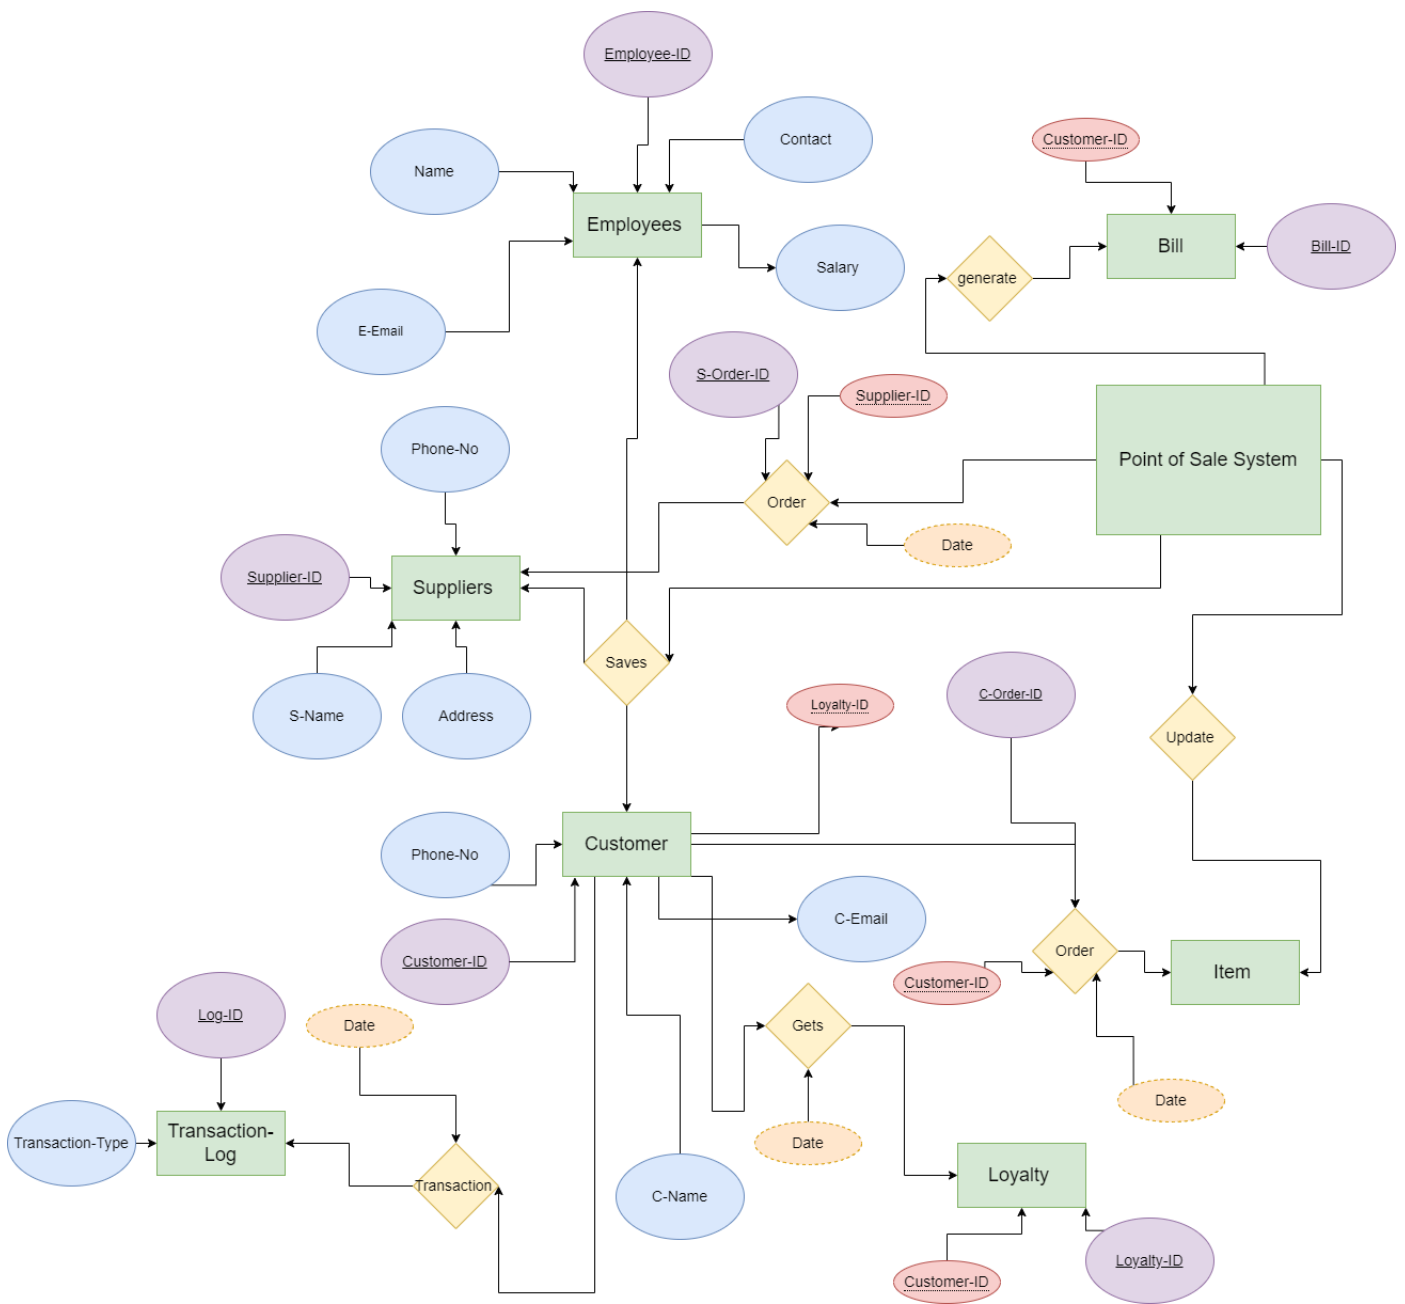 Employee-ID
Contact
Customer-ID
Name
Employees
Bill
Bill-ID
Salary
generate
E-Email
S-Order-ID
Supplier-ID
Phone-No
Point of Sale System
Order
Date
Supplier-ID
Suppliers
Saves
S-Name
Address
Loyalty-ID
C-Order-ID
Update
Customer
Phone-No
C-Email
Customer-ID
Order
Item
Customer-ID
Log-ID
Date
Gets
Date
Transaction-Type
Transaction-
Log
Date
Transaction
C-Name
Loyalty
Customer-ID
Loyalty-ID